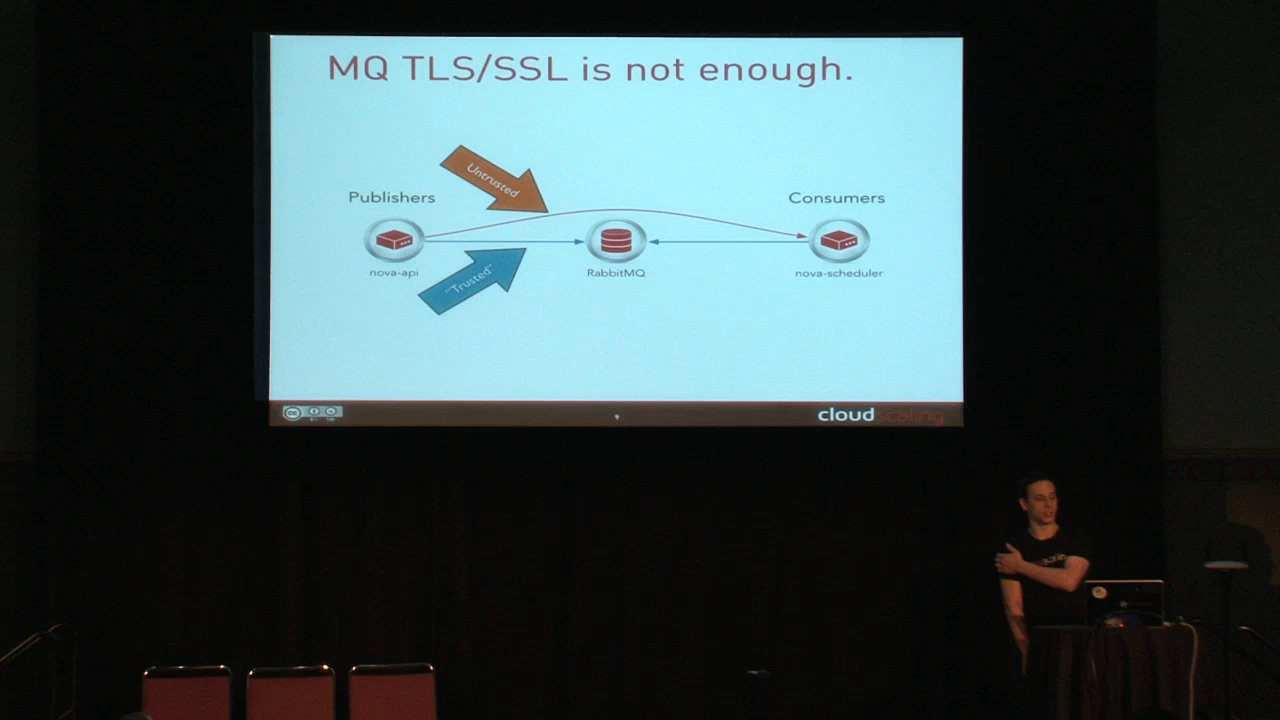 MQ TLS/SSL is not enough.
Untrusted
Publishers
Consumers
nova-api
RabbitMQ
nova-scheduler
"Trusted"
cloudscaling